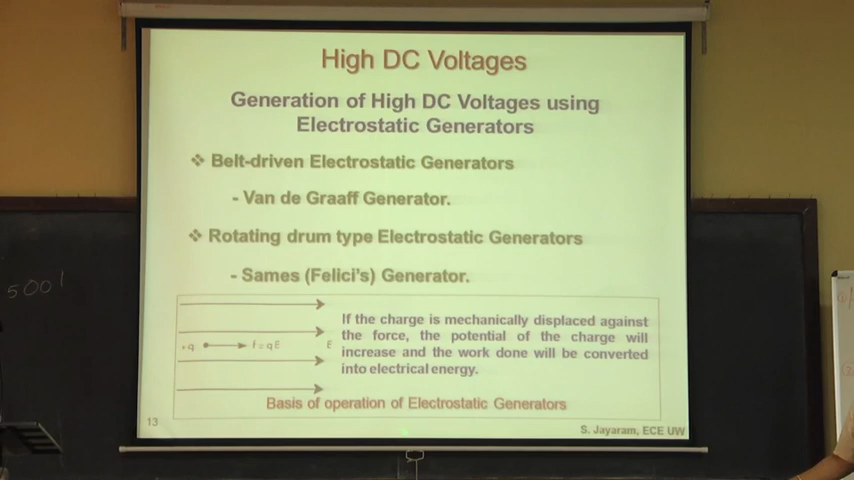 High DC Voltages
Generation of High DC Voltages using
Electrostatic Generators
❖ Belt-driven Electrostatic Generators
- Van de Graaff Generator.
❖ Rotating drum type Electrostatic Generators
- Sames (Felici's) Generator.
If the charge is mechanically displaced against
the force, the potential of the charge will
increase and the work done will be converted
into electrical energy.
+q f = qE E
Basis of operation of Electrostatic Generators
13
S. Jayaram, ECE UW
500